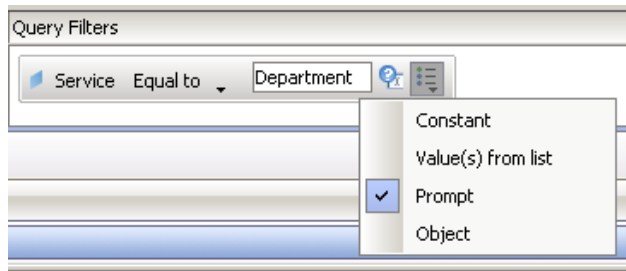 Query Filters
Service Equal to Department
Constant
Value(s) from list
Prompt
Object